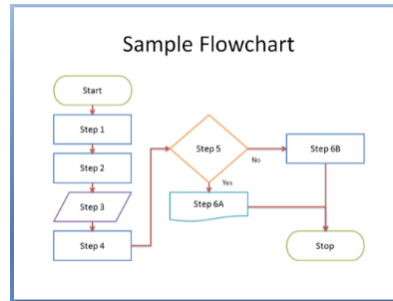 Sample Flowchart
Start
Step 1
Step 2
Step 3
Step 4
Step 5
No
Yes
Step 6A
Step 6B
Stop